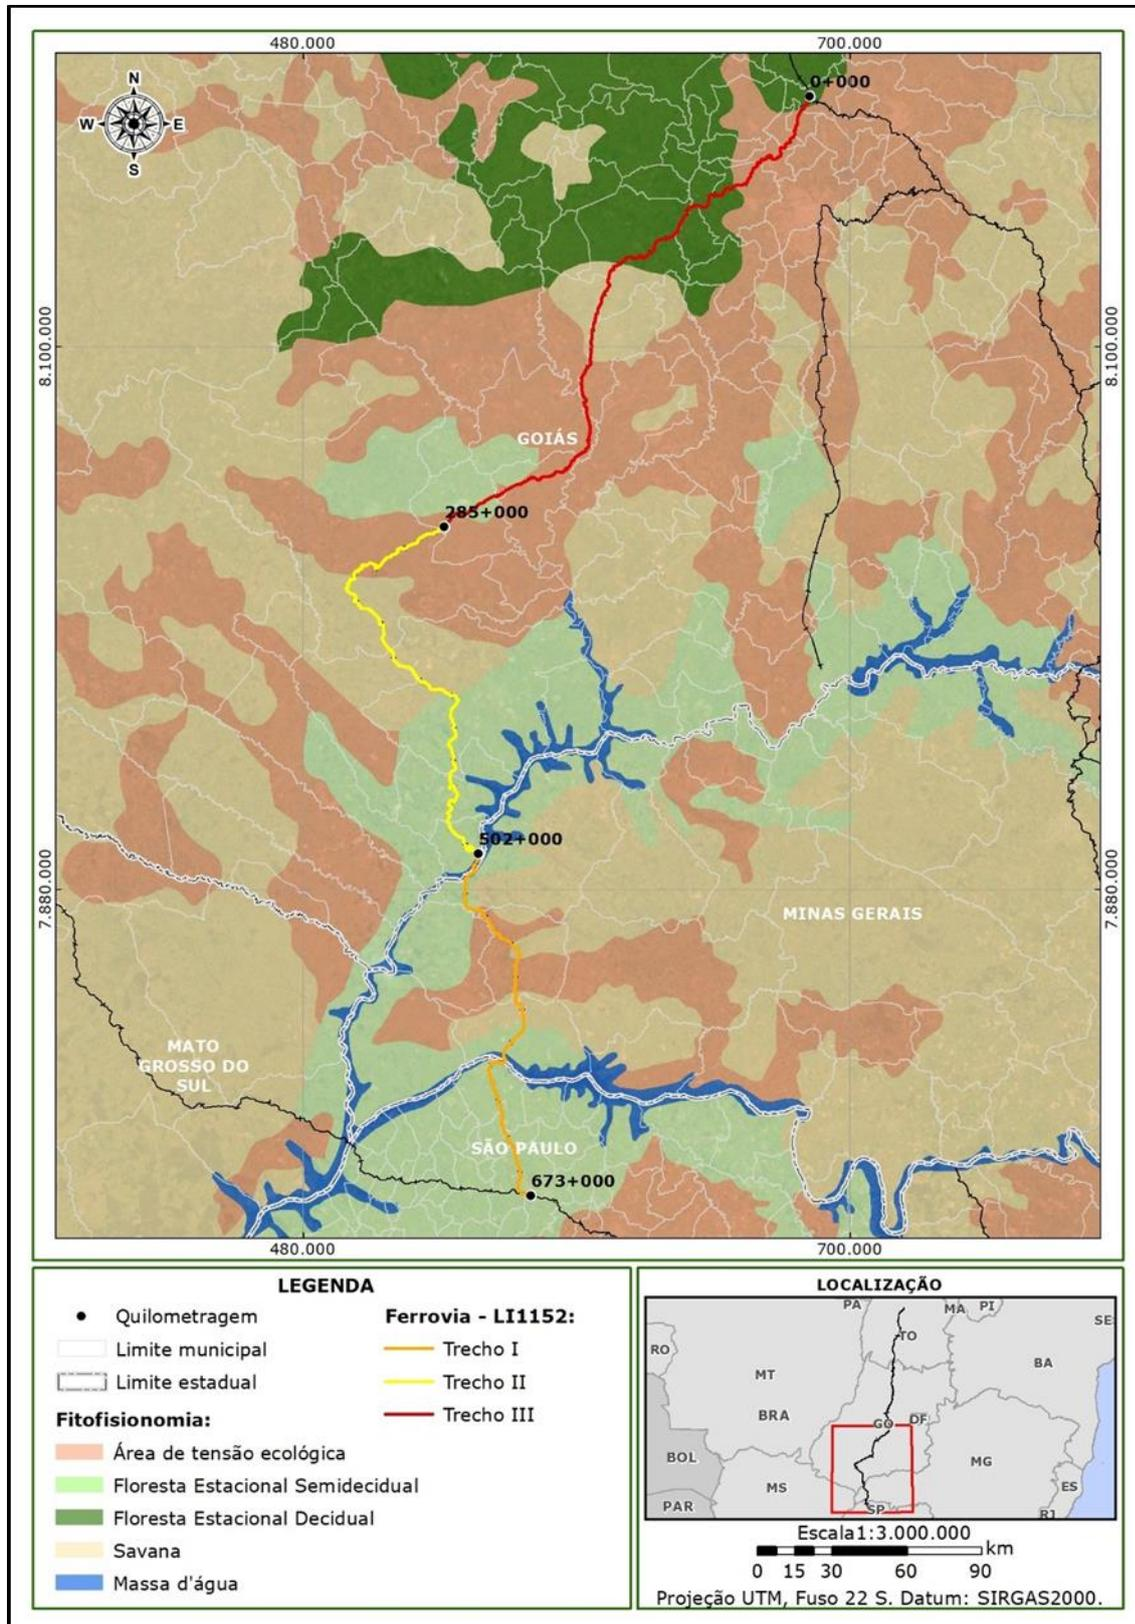 480.000
700.000
0+000
N
W
E
S
8.100.000
8.100.000
GOIÁS
285+000
502+000
7.880.000
7.880.000
MINAS GERAIS
MATO
GROSSO DO
SUL
SÃO PAULO
673+000
480.000
700.000
LEGENDA
Quilometragem
Limite municipal
Limite estadual
Fitofisionomia:
Área de tensão ecológica
Floresta Estacional Semidecidual
Floresta Estacional Decidual
Savana
Massa d'água
Ferrovia - LI1152:
Trecho I
Trecho II
Trecho III
LOCALIZAÇÃO
PA
MA
PI
SE
RO
TO
MT
BA
BRA
GO
DF
BOL
MG
MS
ES
PAR
SP
RJ
Escala1:3.000.000
km
0 15 30 60 90
Projeção UTM, Fuso 22 S. Datum: SIRGAS2000.